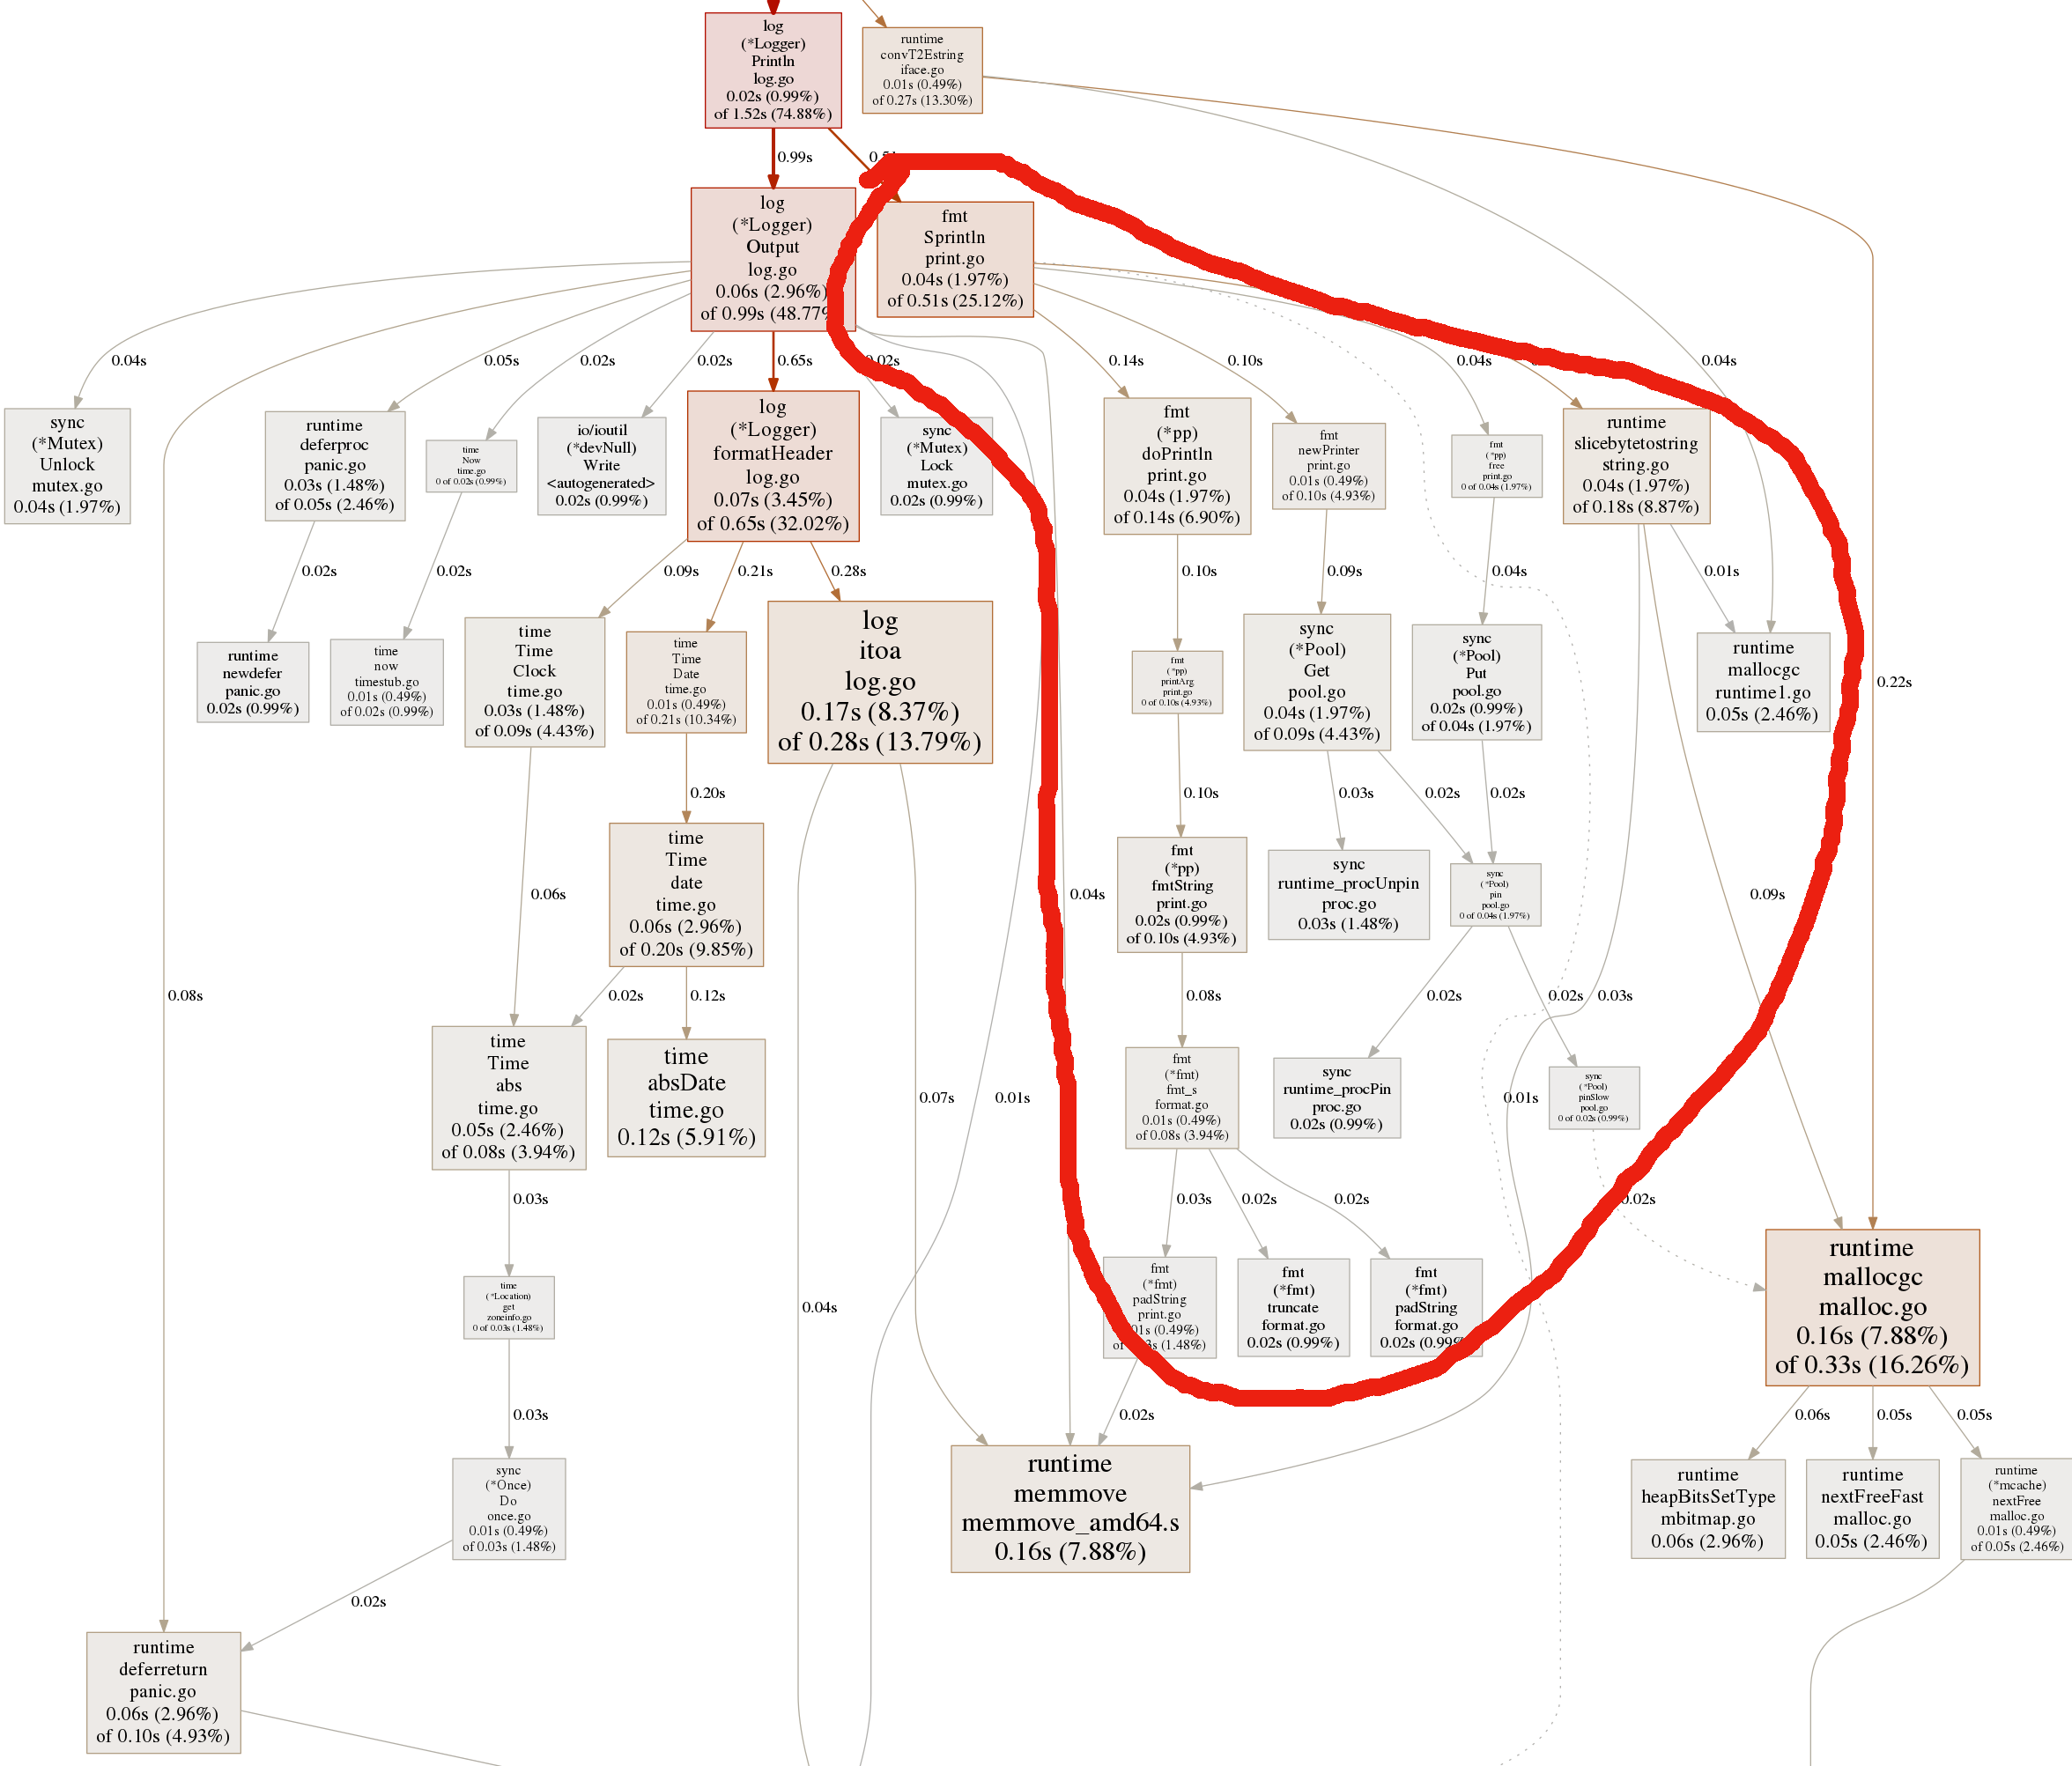 log
(*Logger)
Println
log.go
0.02s (0.99%)
of 1.52s (74.88%)
runtime
convT2Estring
iface.go
0.01s (0.49%)
of 0.27s (13.30%)
0.99s
log
(*Logger)
Output
log.go
0.06s (2.96%)
of 0.99s (48.77%
fmt
Sprintln
print.go
0.04s (1.97%)
of 0.51s (25.12%)
0.04s
0.05s
0.02s
0.02s
0.65s
0.02s
0.14s
0.10s
0.04s
0.04s
sync
(*Mutex)
Unlock
mutex.go
0.04s (1.97%)
runtime
deferproc
panic.go
0.03s (1.48%)
of 0.05s (2.46%)
time
Now
time.go
0 of 0.02s (0.99%)
io/ioutil
(*devNull)
Write
<autogenerated>
0.02s (0.99%)
log
(*Logger)
formatHeader
log.go
0.07s (3.45%)
of 0.65s (32.02%)
sync
(*Mutex)
Lock
mutex.go
0.02s (0.99%)
fmt
(*pp)
doPrintln
print.go
0.04s (1.97%)
of 0.14s (6.90%)
fmt
newPrinter
print.go
0.01s (0.49%)
of 0.10s (4.93%)
fmt
(*pp)
free
print.go
0 of 0.04s (1.97%)
runtime
slicebytetostring
string.go
0.04s (1.97%)
of 0.18s (8.87%)
0.02s
0.02s
0.09s
0.21s
0.28s
0.10s
0.09s
0.04s
0.01s
runtime
newdefer
panic.go
0.02s (0.99%)
time
now
timestub.go
0.01s (0.49%)
of 0.02s (0.99%)
time
Time
Clock
time.go
0.03s (1.48%)
of 0.09s (4.43%)
time
Time
Date
time.go
0.01s (0.49%)
of 0.21s (10.34%)
log
itoa
log.go
0.17s (8.37%)
of 0.28s (13.79%)
fmt
(*pp)
printArg
print.go
0 of 0.10s (4.93%)
sync
(*Pool)
Get
pool.go
0.04s (1.97%)
of 0.09s (4.43%)
sync
(*Pool)
Put
pool.go
0.02s (0.99%)
of 0.04s (1.97%)
runtime
mallocgc
runtime1.go
0.05s (2.46%)
0.22s
0.20s
0.10s
0.03s
0.02s
0.02s
0.06s
time
Time
date
time.go
0.06s (2.96%)
of 0.20s (9.85%)
0.04s
fmt
(*pp)
fmtString
print.go
0.02s (0.99%)
of 0.10s (4.93%)
sync
runtime_procUnpin
proc.go
0.03s (1.48%)
sync
(*Pool)
pin
pool.go
0 of 0.04s (1.97%)
0.09s
0.08s
0.02s
0.12s
0.08s
0.02s
0.02s
0.03s
time
Time
abs
time.go
0.05s (2.46%)
of 0.08s (3.94%)
time
absDate
time.go
0.12s (5.91%)
0.07s
0.01s
fmt
(*fmt)
fmt_s
format.go
0.01s (0.49%)
of 0.08s (3.94%)
sync
runtime_procPin
proc.go
0.02s (0.99%)
0.01s
sync
(*Pool)
pinSlow
pool.go
0 of 0.02s (0.99%)
0.03s
0.03s
0.02s
0.02s
0.02s
time
(*Location)
get
zoneinfo.go
0 of 0.03s (1.48%)
0.04s
fmt
(*fmt)
padString
print.go
01s (0.49%)
(1.48%)
fmt
(*fmt)
truncate
format.go
0.02s (0.99%)
fmt
(*fmt)
padString
format.go
0.02s (0.99%
runtime
mallocgc
malloc.go
0.16s (7.88%)
of 0.33s (16.26%)
0.03s
0.02s
0.06s
0.05s
0.05s
sync
(*Once)
Do
once.go
0.01s (0.49%)
of 0.03s (1.48%)
runtime
memmove
memmove_amd64.s
0.16s (7.88%)
runtime
heapBitsSetType
mbitmap.go
0.06s (2.96%)
runtime
nextFreeFast
malloc.go
0.05s (2.46%)
runtime
(*mcache)
nextFree
malloc.go
0.01s (0.49%)
of 0.05s (2.46%)
0.02s
runtime
deferreturn
panic.go
0.06s (2.96%)
of 0.10s (4.93%)